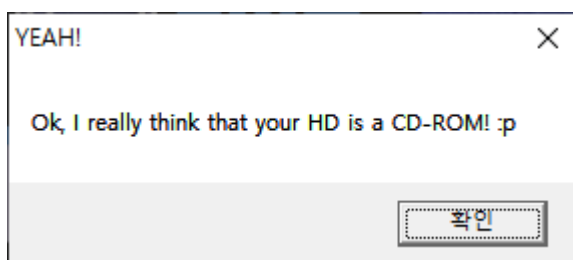 YEAH!
Ok, I really think that your HD is a CD-ROM! :p
확인